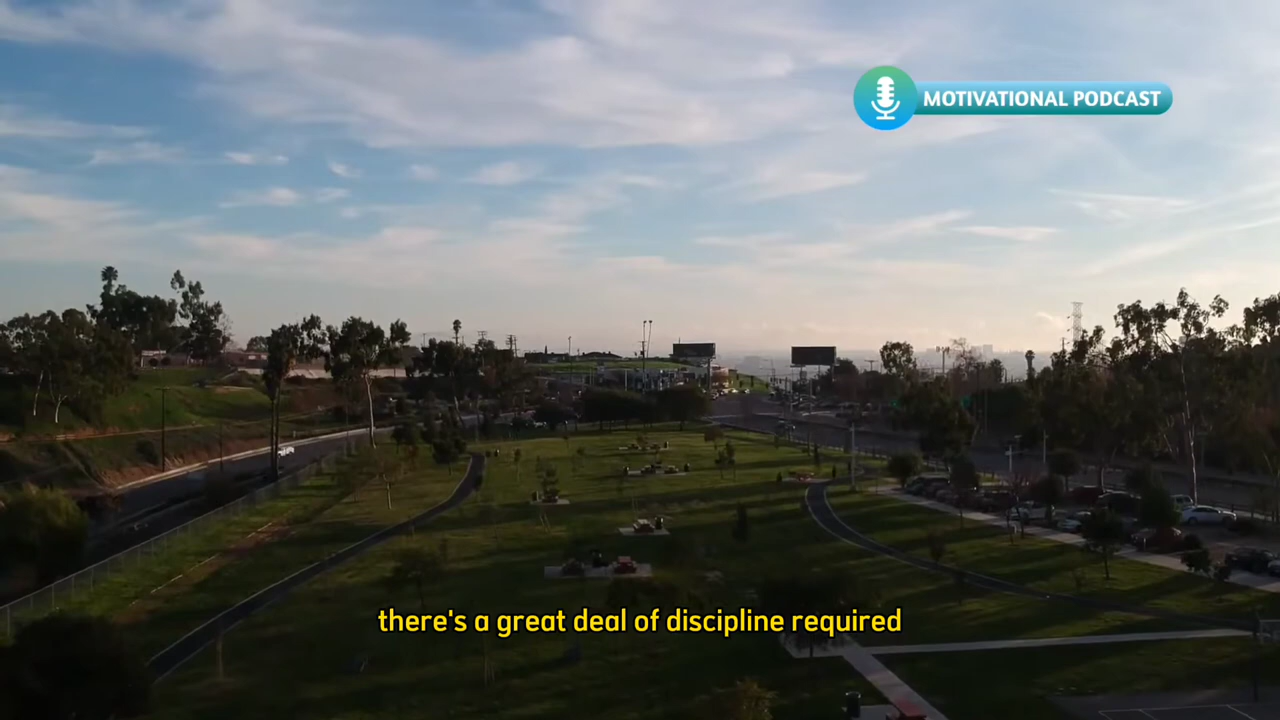 MOTIVATIONAL PODCAST
there's a great deal of discipline required